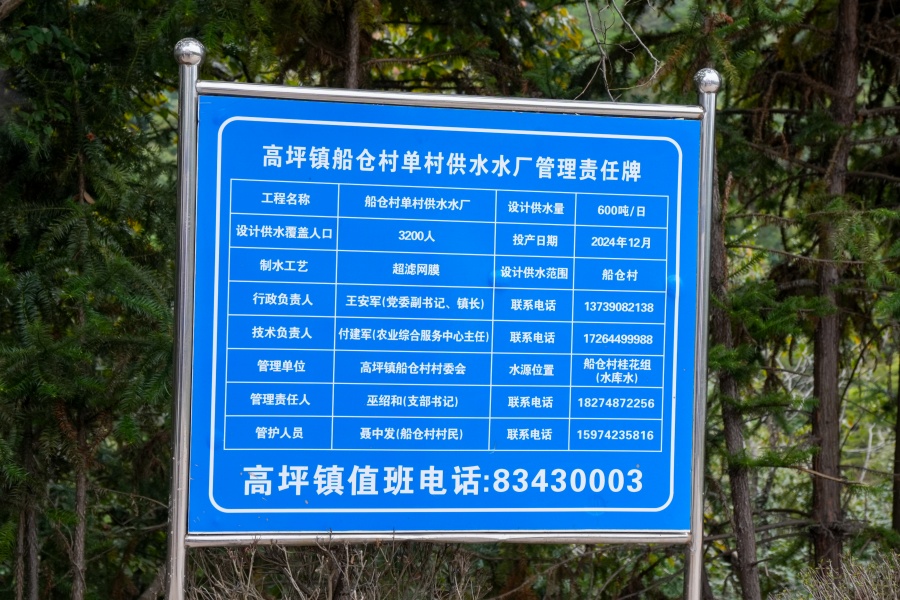 高坪镇船仓村单村供水水厂管理责任牌
工程名称 船仓村单村供水水厂 设计供水量 600吨/日
设计供水覆盖人口 3200人 投产日期 2024年12月
制水工艺 超滤网膜 设计供水范围 船仓村
行政负责人 王安军(党委副书记、镇长) 联系电话 13739082138
技术负责人 付建军(农业综合服务中心主任) 联系电话 17264499988
管理单位 高坪镇船仓村村委会 水源位置 船仓村桂花组
(水库水)
管理责任人 巫绍和(支部书记) 联系电话 18274872256
管护人员 聂中发(船仓村村民) 联系电话 15974235816
高坪镇值班电话:83430003